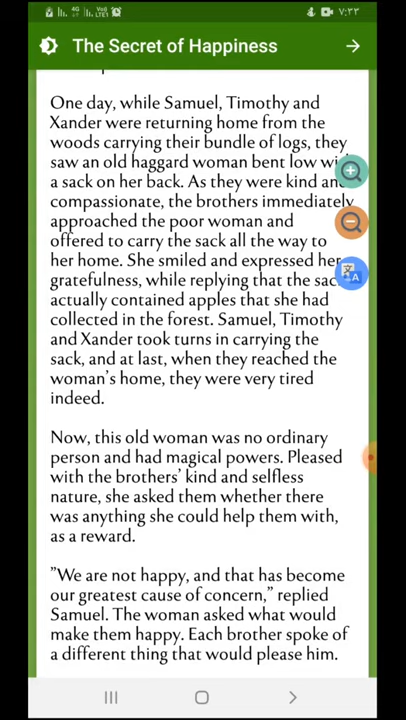 4G Vo)) LTE1 ٧:٢٢
The Secret of Happiness
One day, while Samuel, Timothy and
Xander were returning home from the
woods carrying their bundle of logs, they
saw an old haggard woman bent low
a sack on her back. As they were kind and
compassionate, the brothers immediately
approached the poor woman and
offered to carry the sack all the way to
her home. She smiled and expressed her
gratefulness, while replying that the
actually contained apples that she had
collected in the forest. Samuel, Timothy
and Xander took turns in carrying the
sack, and at last, when they reached the
woman's home, they were very tired
indeed.
Now, this old woman was no ordinary
person and had magical powers. Pleased
with the brothers' kind and selfless
nature, she asked them whether there
was anything she could help them with,
as a reward.
”We are not happy, and that has become
our greatest cause of concern,” replied
Samuel. The woman asked what would
make them happy. Each brother spoke of
a different thing that would please him.